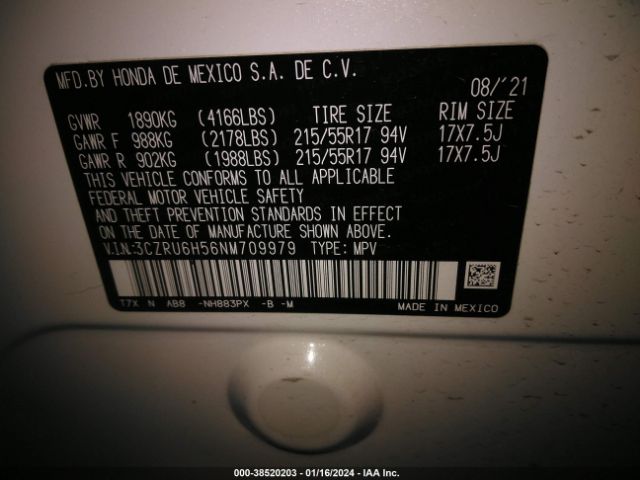 MFD.BY HONDA DE MEXICO S.A. DE C.V. 08/'21
GVWR 1890KG (4166LBS) TIRE SIZE RIM SIZE
GAWR F 988KG (2178LBS) 215/55R17 94V 17X7.5J
GAWR R 902KG (1988LBS) 215/55R17 94V 17X7.5J
THIS VEHICLE CONFORMS TO ALL APPLICABLE
FEDERAL MOTOR VEHICLE SAFETY
AND THEFT PREVENTION STANDARDS IN EFFECT
ON THE DATE OF MANUFACTURE SHOWN ABOVE.
V.I.N:3CZRU6H56NM709979 TYPE: MPV
T7X N AB8 -NH883PX -B -M
MADE IN MEXICO
000-38520203 - 01/16/2024 - IAA Inc.